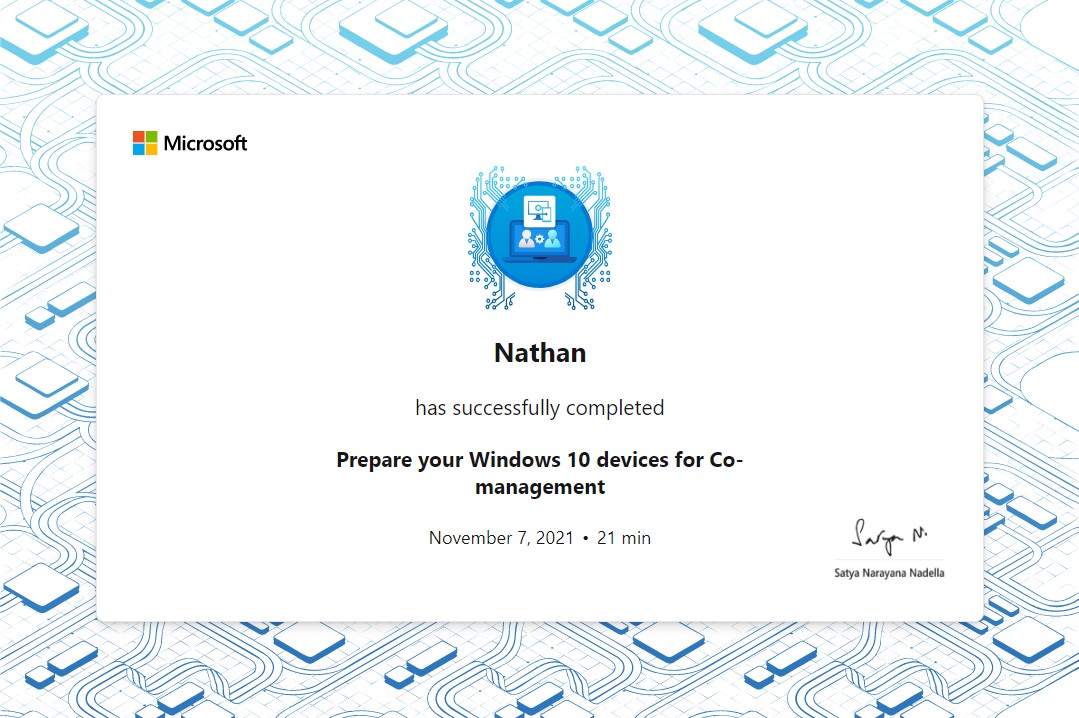 Microsoft
Nathan
has successfully completed
Prepare your Windows 10 devices for Co-
management
November 7, 2021 • 21 min
Satya N.
Satya Narayana Nadella